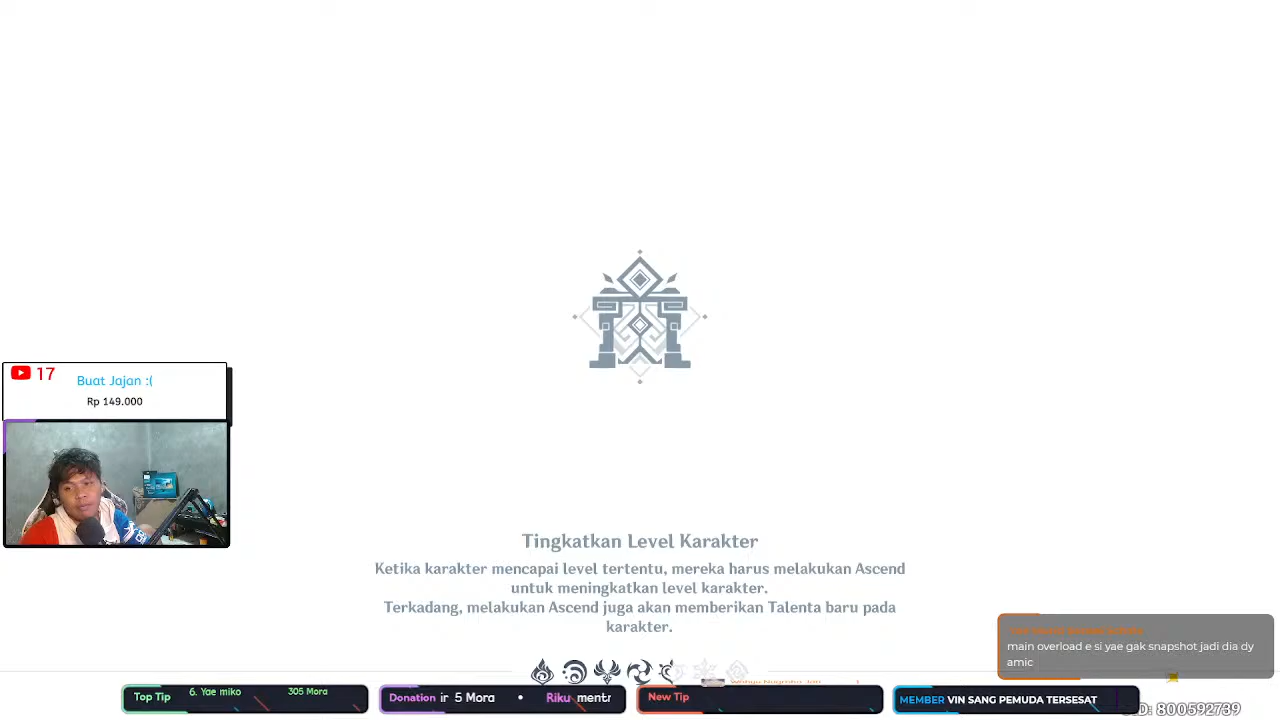 17
Buat Jajan :(
Rp 149.000
Tingkatkan Level Karakter
Ketika karakter mencapai level tertentu, mereka harus melakukan Ascend
untuk meningkatkan level karakter.
Terkadang, melakukan Ascend juga akan memberikan Talenta baru pada
karakter.
main overload e si yae gak snapshot jadi dia dy
amic
Top Tip 6. Yae miko 305 Mora
Donation ir 5 Mora • Riku mentr
New Tip
MEMBER VIN SANG PEMUDA TERSESAT
ID: 800592739